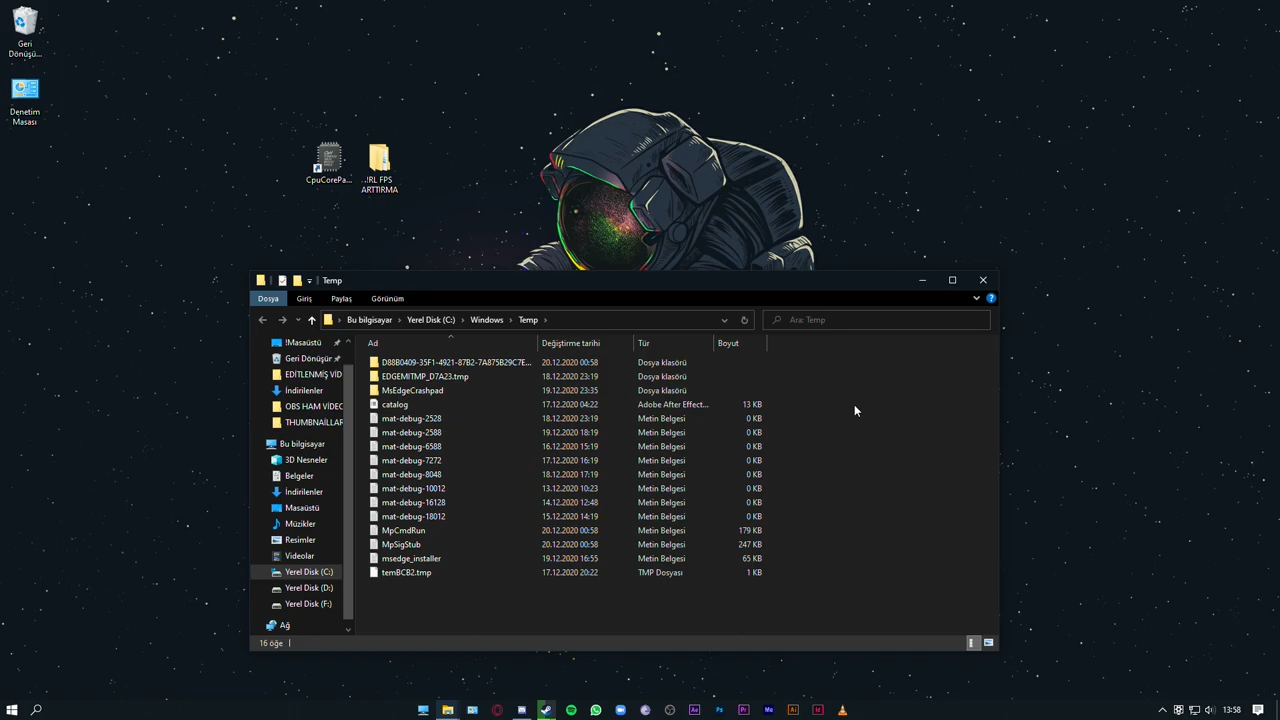 Geri
Dönüşü...
Denetim
Masası
CpuCorePa...
!RL FPS
ARTTIRMA
Temp
Dosya
Giriş
Paylaş
Görünüm
Bu bilgisayar
Yerel Disk (C:)
Windows
Temp
Ara: Temp
Ad
Değiştirme tarihi
Tür
Boyut
!Masaüstü
Geri Dönüşür
EDİTLENMİŞ VİD
İndirilenler
OBS HAM VİDEC
THUMBNAİLLAR
Bu bilgisayar
3D Nesneler
Belgeler
İndirilenler
Masaüstü
Müzikler
Resimler
Videolar
Yerel Disk (C:)
Yerel Disk (D:)
Yerel Disk (F:)
Ağ
D88B0409-35F1-4921-87B2-7A875B29C7E... 20.12.2020 00:58 Dosya klasörü
EDGEMITMP_D7A23.tmp 18.12.2020 23:19 Dosya klasörü
MsEdgeCrashpad 19.12.2020 23:35 Dosya klasörü
catalog 17.12.2020 04:22 Adobe After Effect... 13 KB
mat-debug-2528 18.12.2020 23:19 Metin Belgesi 0 KB
mat-debug-2588 19.12.2020 18:19 Metin Belgesi 0 KB
mat-debug-6588 16.12.2020 15:19 Metin Belgesi 0 KB
mat-debug-7272 17.12.2020 16:19 Metin Belgesi 0 KB
mat-debug-8048 18.12.2020 17:19 Metin Belgesi 0 KB
mat-debug-10012 13.12.2020 10:23 Metin Belgesi 0 KB
mat-debug-16128 14.12.2020 12:48 Metin Belgesi 0 KB
mat-debug-18012 15.12.2020 14:19 Metin Belgesi 0 KB
MpCmdRun 20.12.2020 00:58 Metin Belgesi 179 KB
MpSigStub 20.12.2020 00:58 Metin Belgesi 247 KB
msedge_installer 19.12.2020 16:55 Metin Belgesi 65 KB
temBCB2.tmp 17.12.2020 20:22 TMP Dosyası 1 KB
16 öğe
Ae
Ps
Pr
Me
Ai
Id
13:58